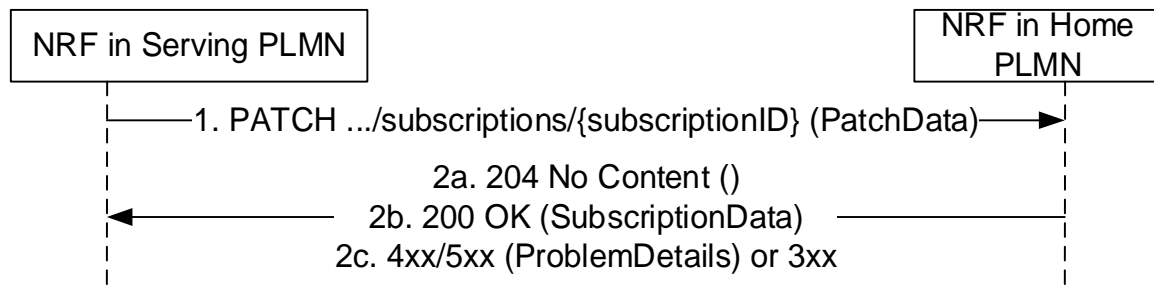 NRF in Serving PLMN
NRF in Home
PLMN
1. PATCH .../subscriptions/{subscriptionID} (PatchData)
2a. 204 No Content ()
2b. 200 OK (SubscriptionData)
2c. 4xx/5xx (ProblemDetails) or 3xx